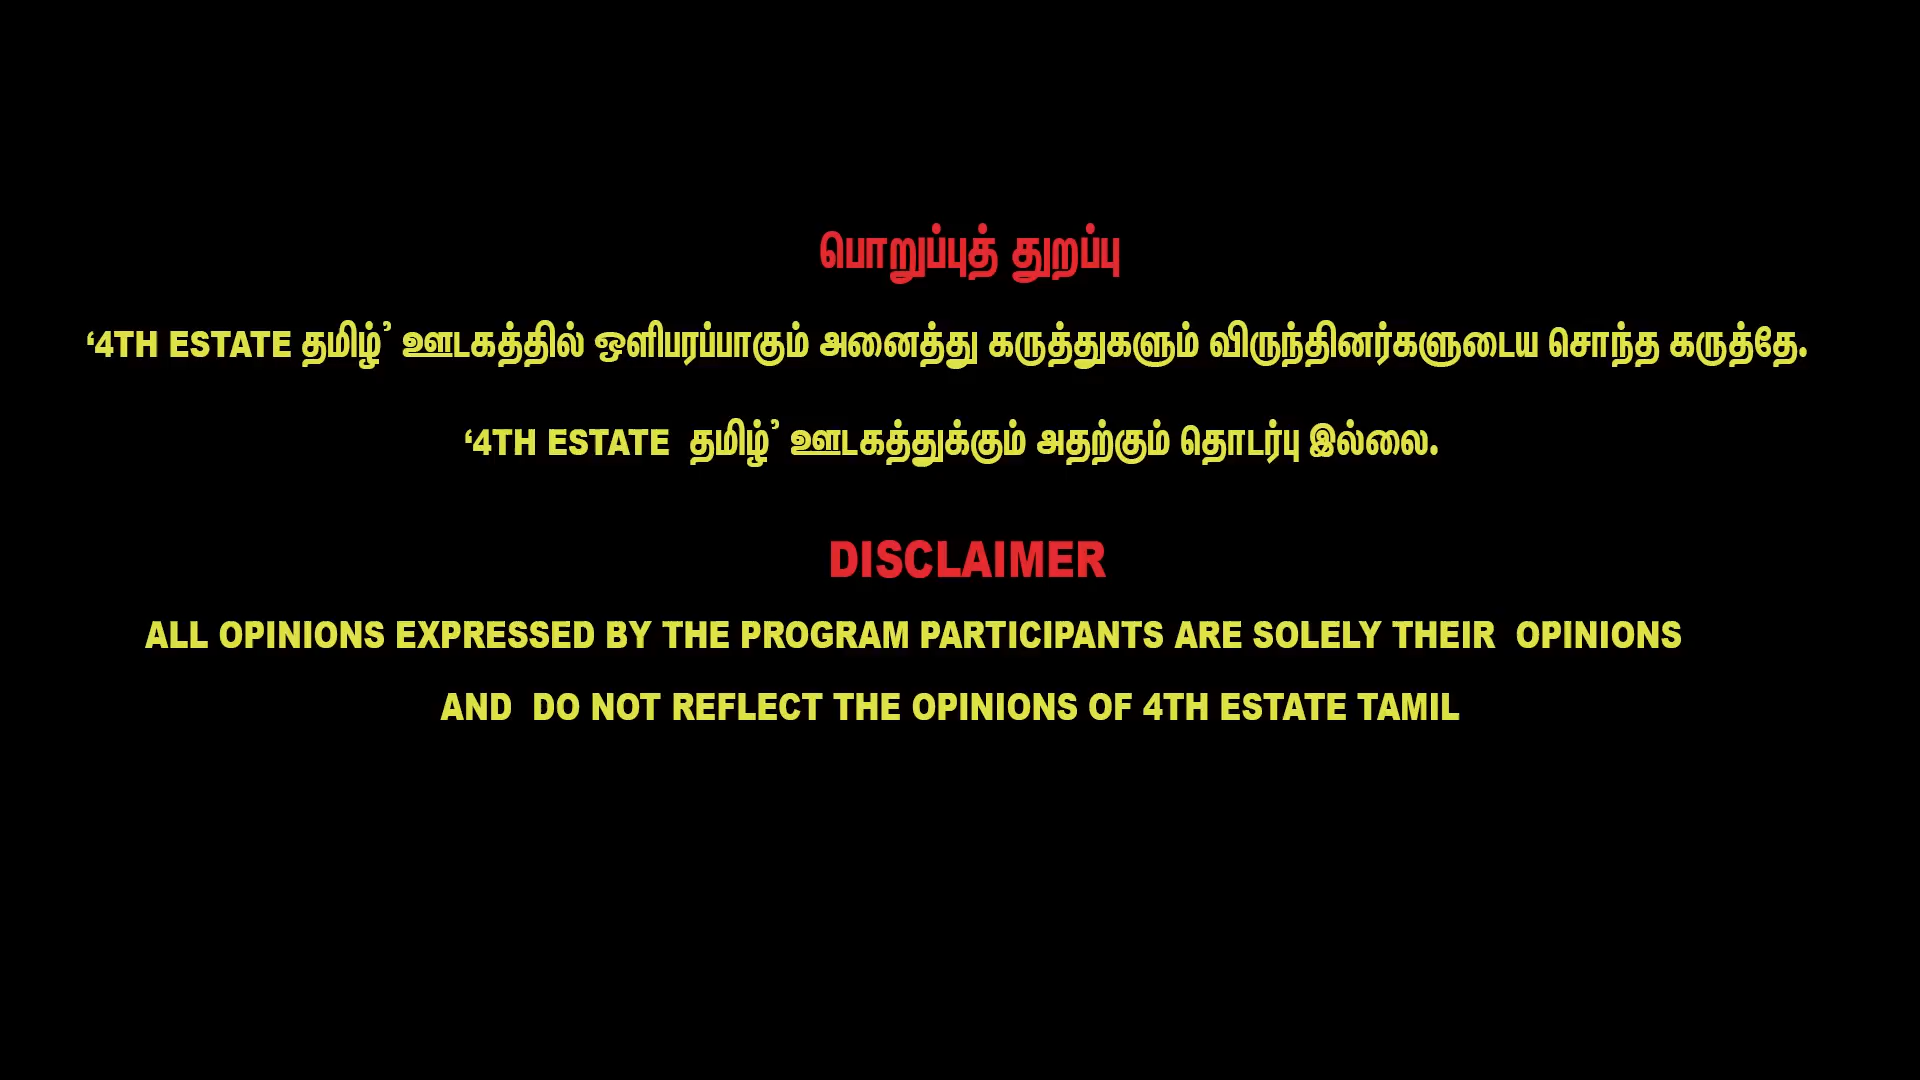 பொறுப்புத் துறப்பு
‘4TH ESTATE தமிழ்’ ஊடகத்தில் ஒளிபரப்பாகும் அனைத்து கருத்துகளும் விருந்தினர்களுடைய சொந்த கருத்தே.
‘4TH ESTATE தமிழ்’ ஊடகத்துக்கும் அதற்கும் தொடர்பு இல்லை.
DISCLAIMER
ALL OPINIONS EXPRESSED BY THE PROGRAM PARTICIPANTS ARE SOLELY THEIR OPINIONS
AND DO NOT REFLECT THE OPINIONS OF 4TH ESTATE TAMIL